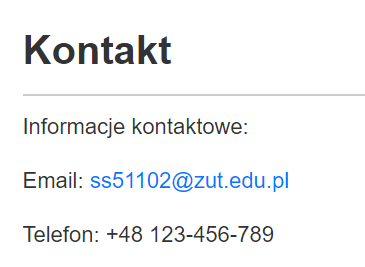 Kontakt
Informacje kontaktowe:
Email: ss51102@zut.edu.pl
Telefon: +48 123-456-789